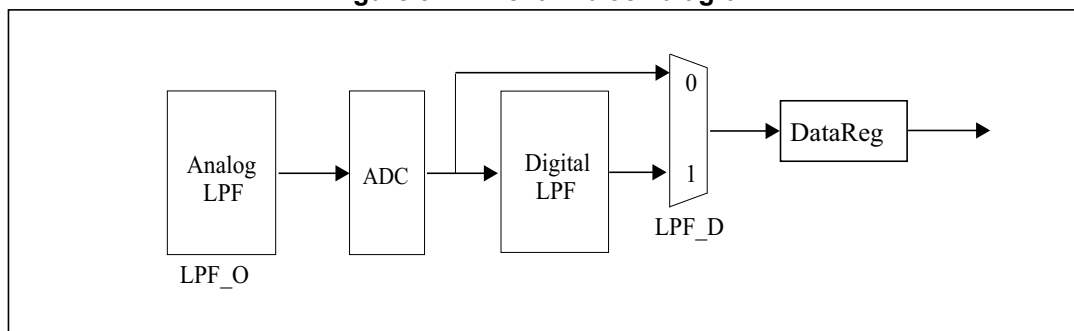 Analog
LPF
LPF_O
ADC
Digital
LPF
0
1
LPF_D
DataReg